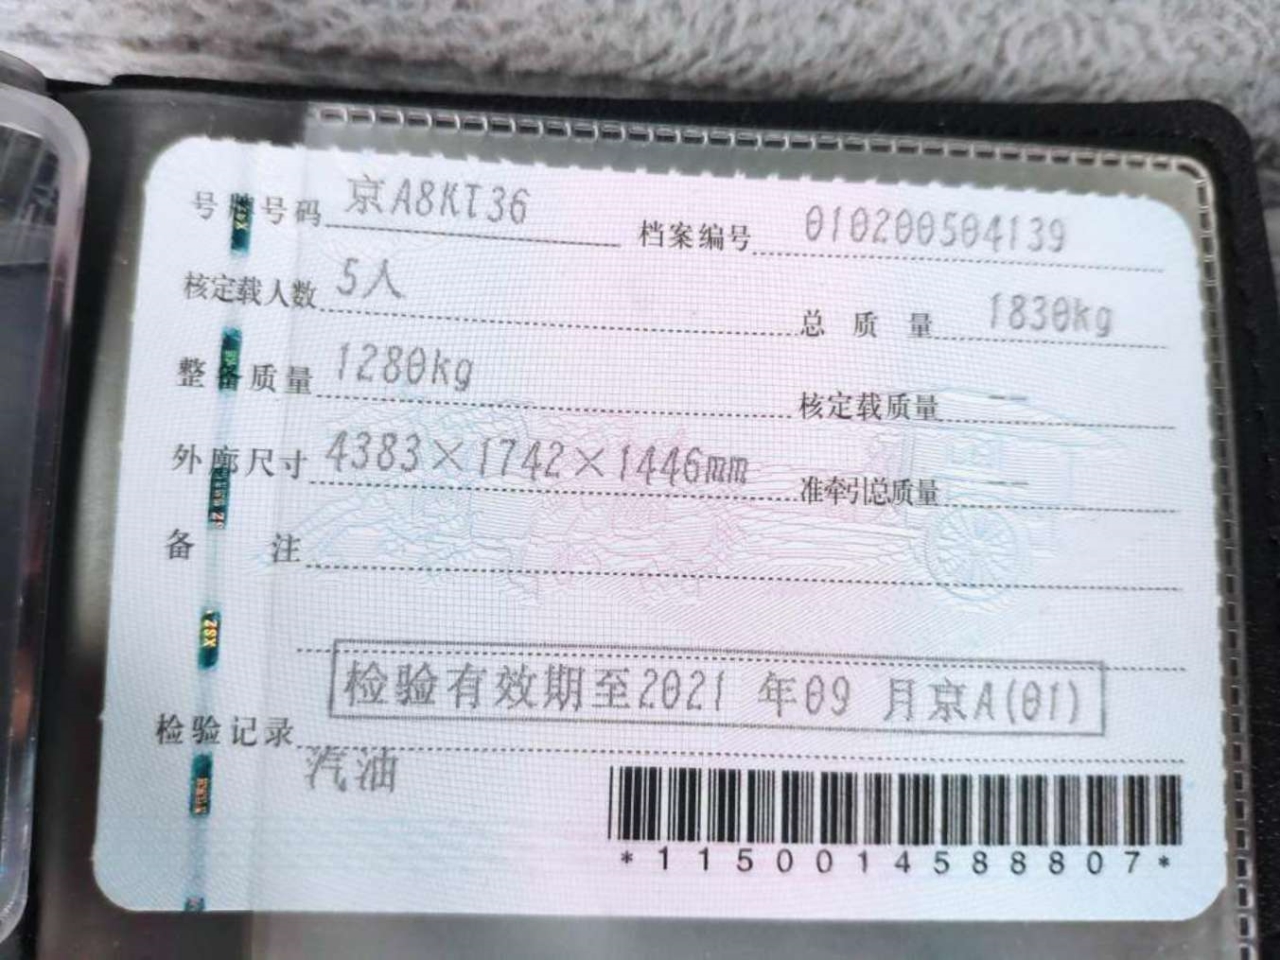 号牌号码 京A8KT36 档案编号 010200504139
核定载人数 5人 总质量 1830kg
整备质量 1280kg 核定载质量 --
外廓尺寸 4383×1742×1446mm 准牵引总质量 --
备注
检验有效期至2021 年09 月京A(01)
检验记录
汽油
*1150014588807*
XSZ